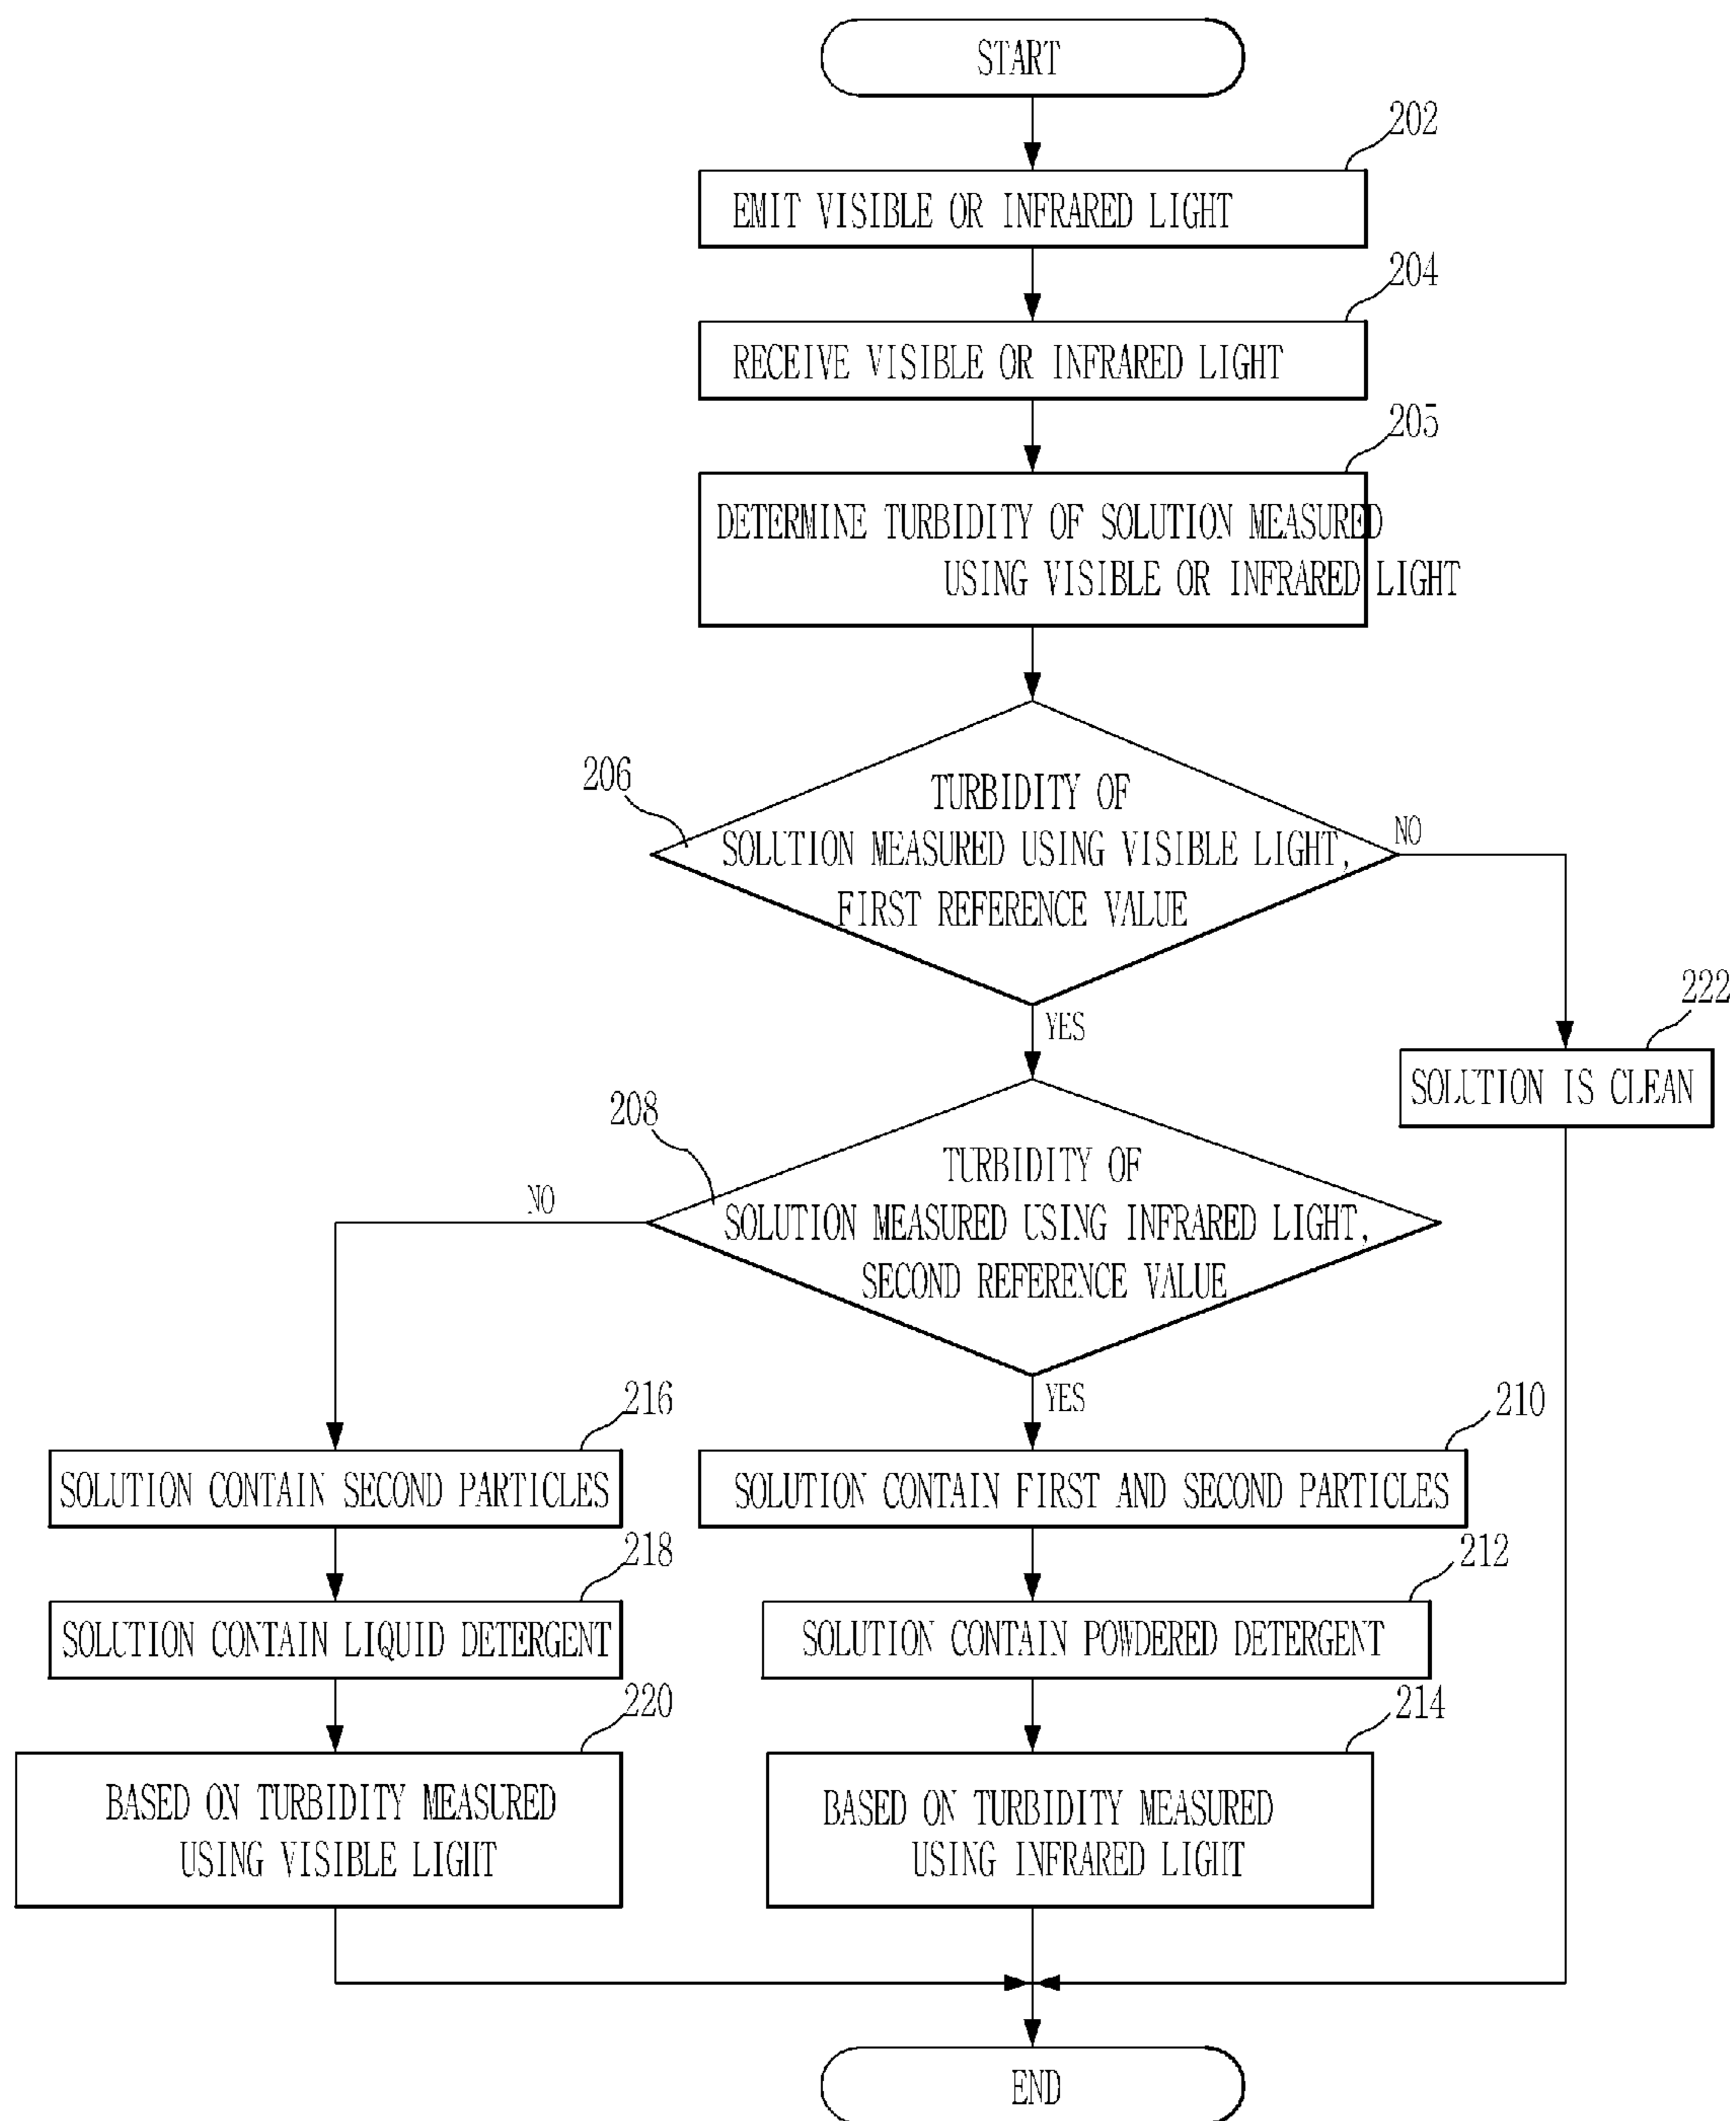 START
202
EMIT VISIBLE OR INFRARED LIGHT
204
RECEIVE VISIBLE OR INFRARED LIGHT
205
DETERMINE TURBIDITY OF SOLUTION MEASURED
USING VISIBLE OR INFRARED LIGHT
206
TURBIDITY OF
SOLUTION MEASURED USING VISIBLE LIGHT,
FIRST REFERENCE VALUE
NO
YES
222
SOLUTION IS CLEAN
208
TURBIDITY OF
SOLUTION MEASURED USING INFRARED LIGHT,
SECOND REFERENCE VALUE
NO
YES
216
SOLUTION CONTAIN SECOND PARTICLES
210
SOLUTION CONTAIN FIRST AND SECOND PARTICLES
218
SOLUTION CONTAIN LIQUID DETERGENT
212
SOLUTION CONTAIN POWDERED DETERGENT
220
BASED ON TURBIDITY MEASURED
USING VISIBLE LIGHT
214
BASED ON TURBIDITY MEASURED
USING INFRARED LIGHT
END